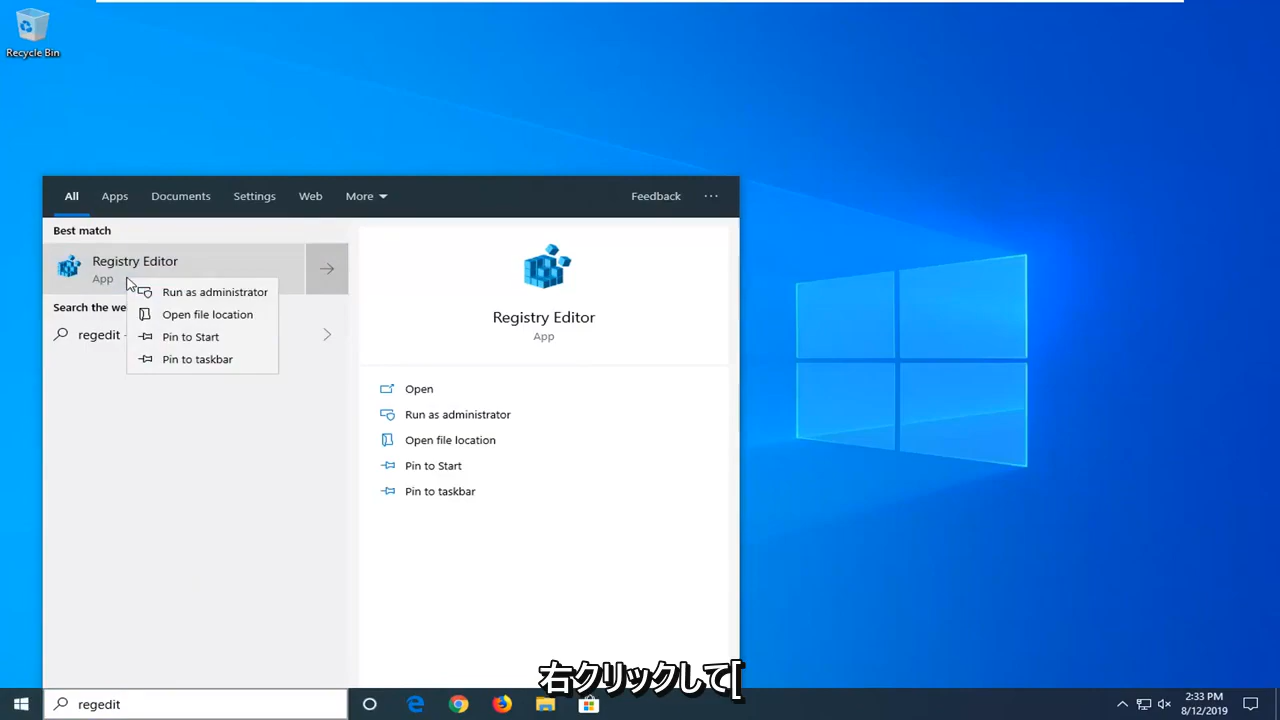 Recycle Bin
All Apps Documents Settings Web More Feedback ...
Best match
Registry Editor
App
Search the we
regedit -
Run as administrator
Open file location
Pin to Start
Pin to taskbar
Registry Editor
App
Open
Run as administrator
Open file location
Pin to Start
Pin to taskbar
右クリックして[
regedit
2:33 PM
8/12/2019